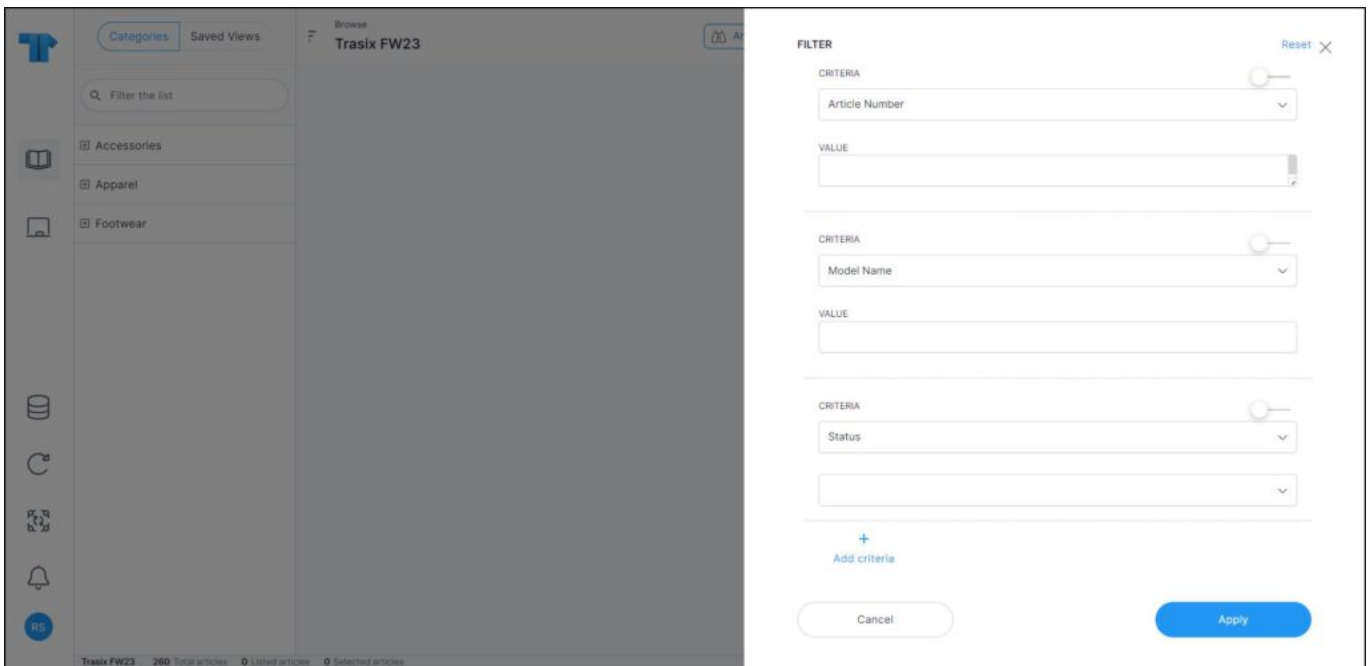 Categories
Saved Views
Browse
Trasix FW23
Filter the list
Accessories
Apparel
Footwear
RS
Trasix FW23 260 Total articles 0 Listed articles 0 Selected articles
FILTER
Reset
CRITERIA
Article Number
VALUE
CRITERIA
Model Name
VALUE
CRITERIA
Status
+
Add criteria
Cancel
Apply